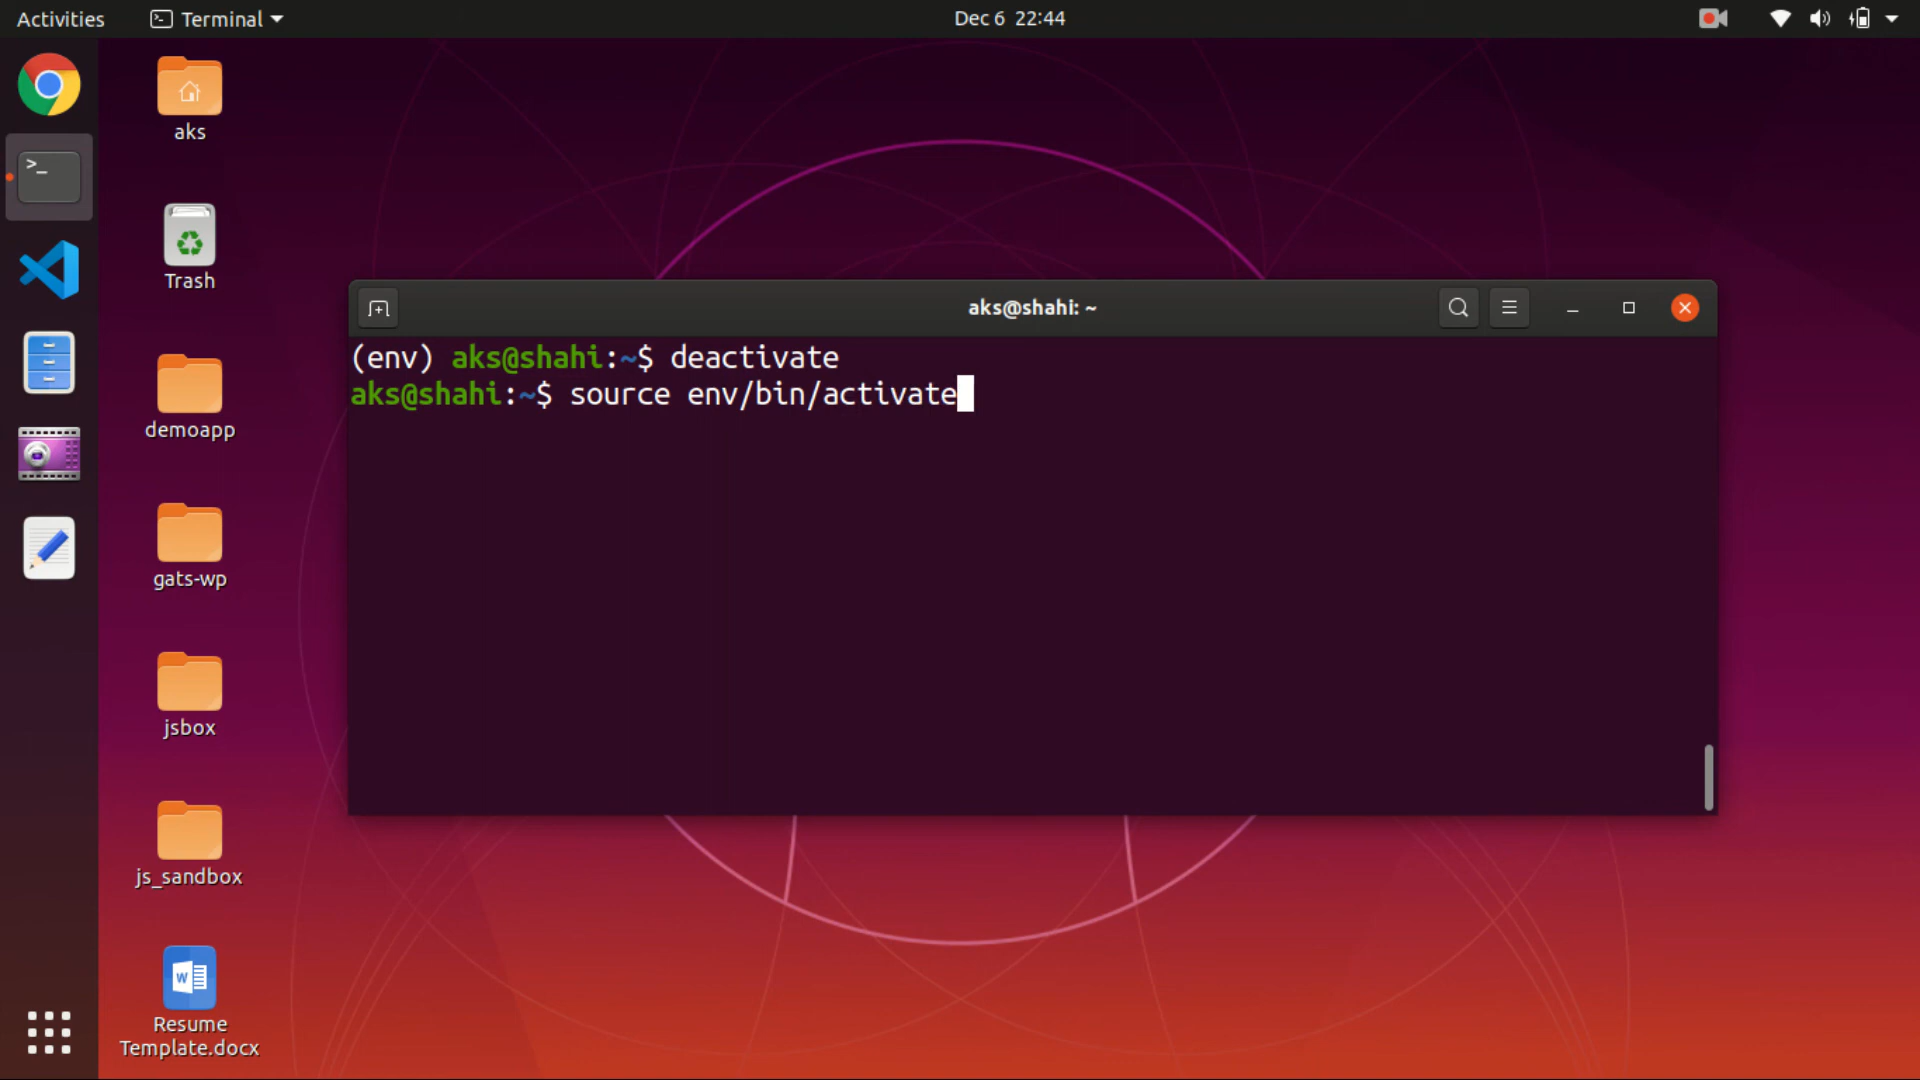 Activities
Terminal
Dec 6 22:44
aks
Trash
demoapp
gats-wp
jsbox
js_sandbox
W
Resume
Template.docx
>_
aks@shahi: ~
(env) aks@shahi:~$ deactivate
aks@shahi:~$ source env/bin/activate